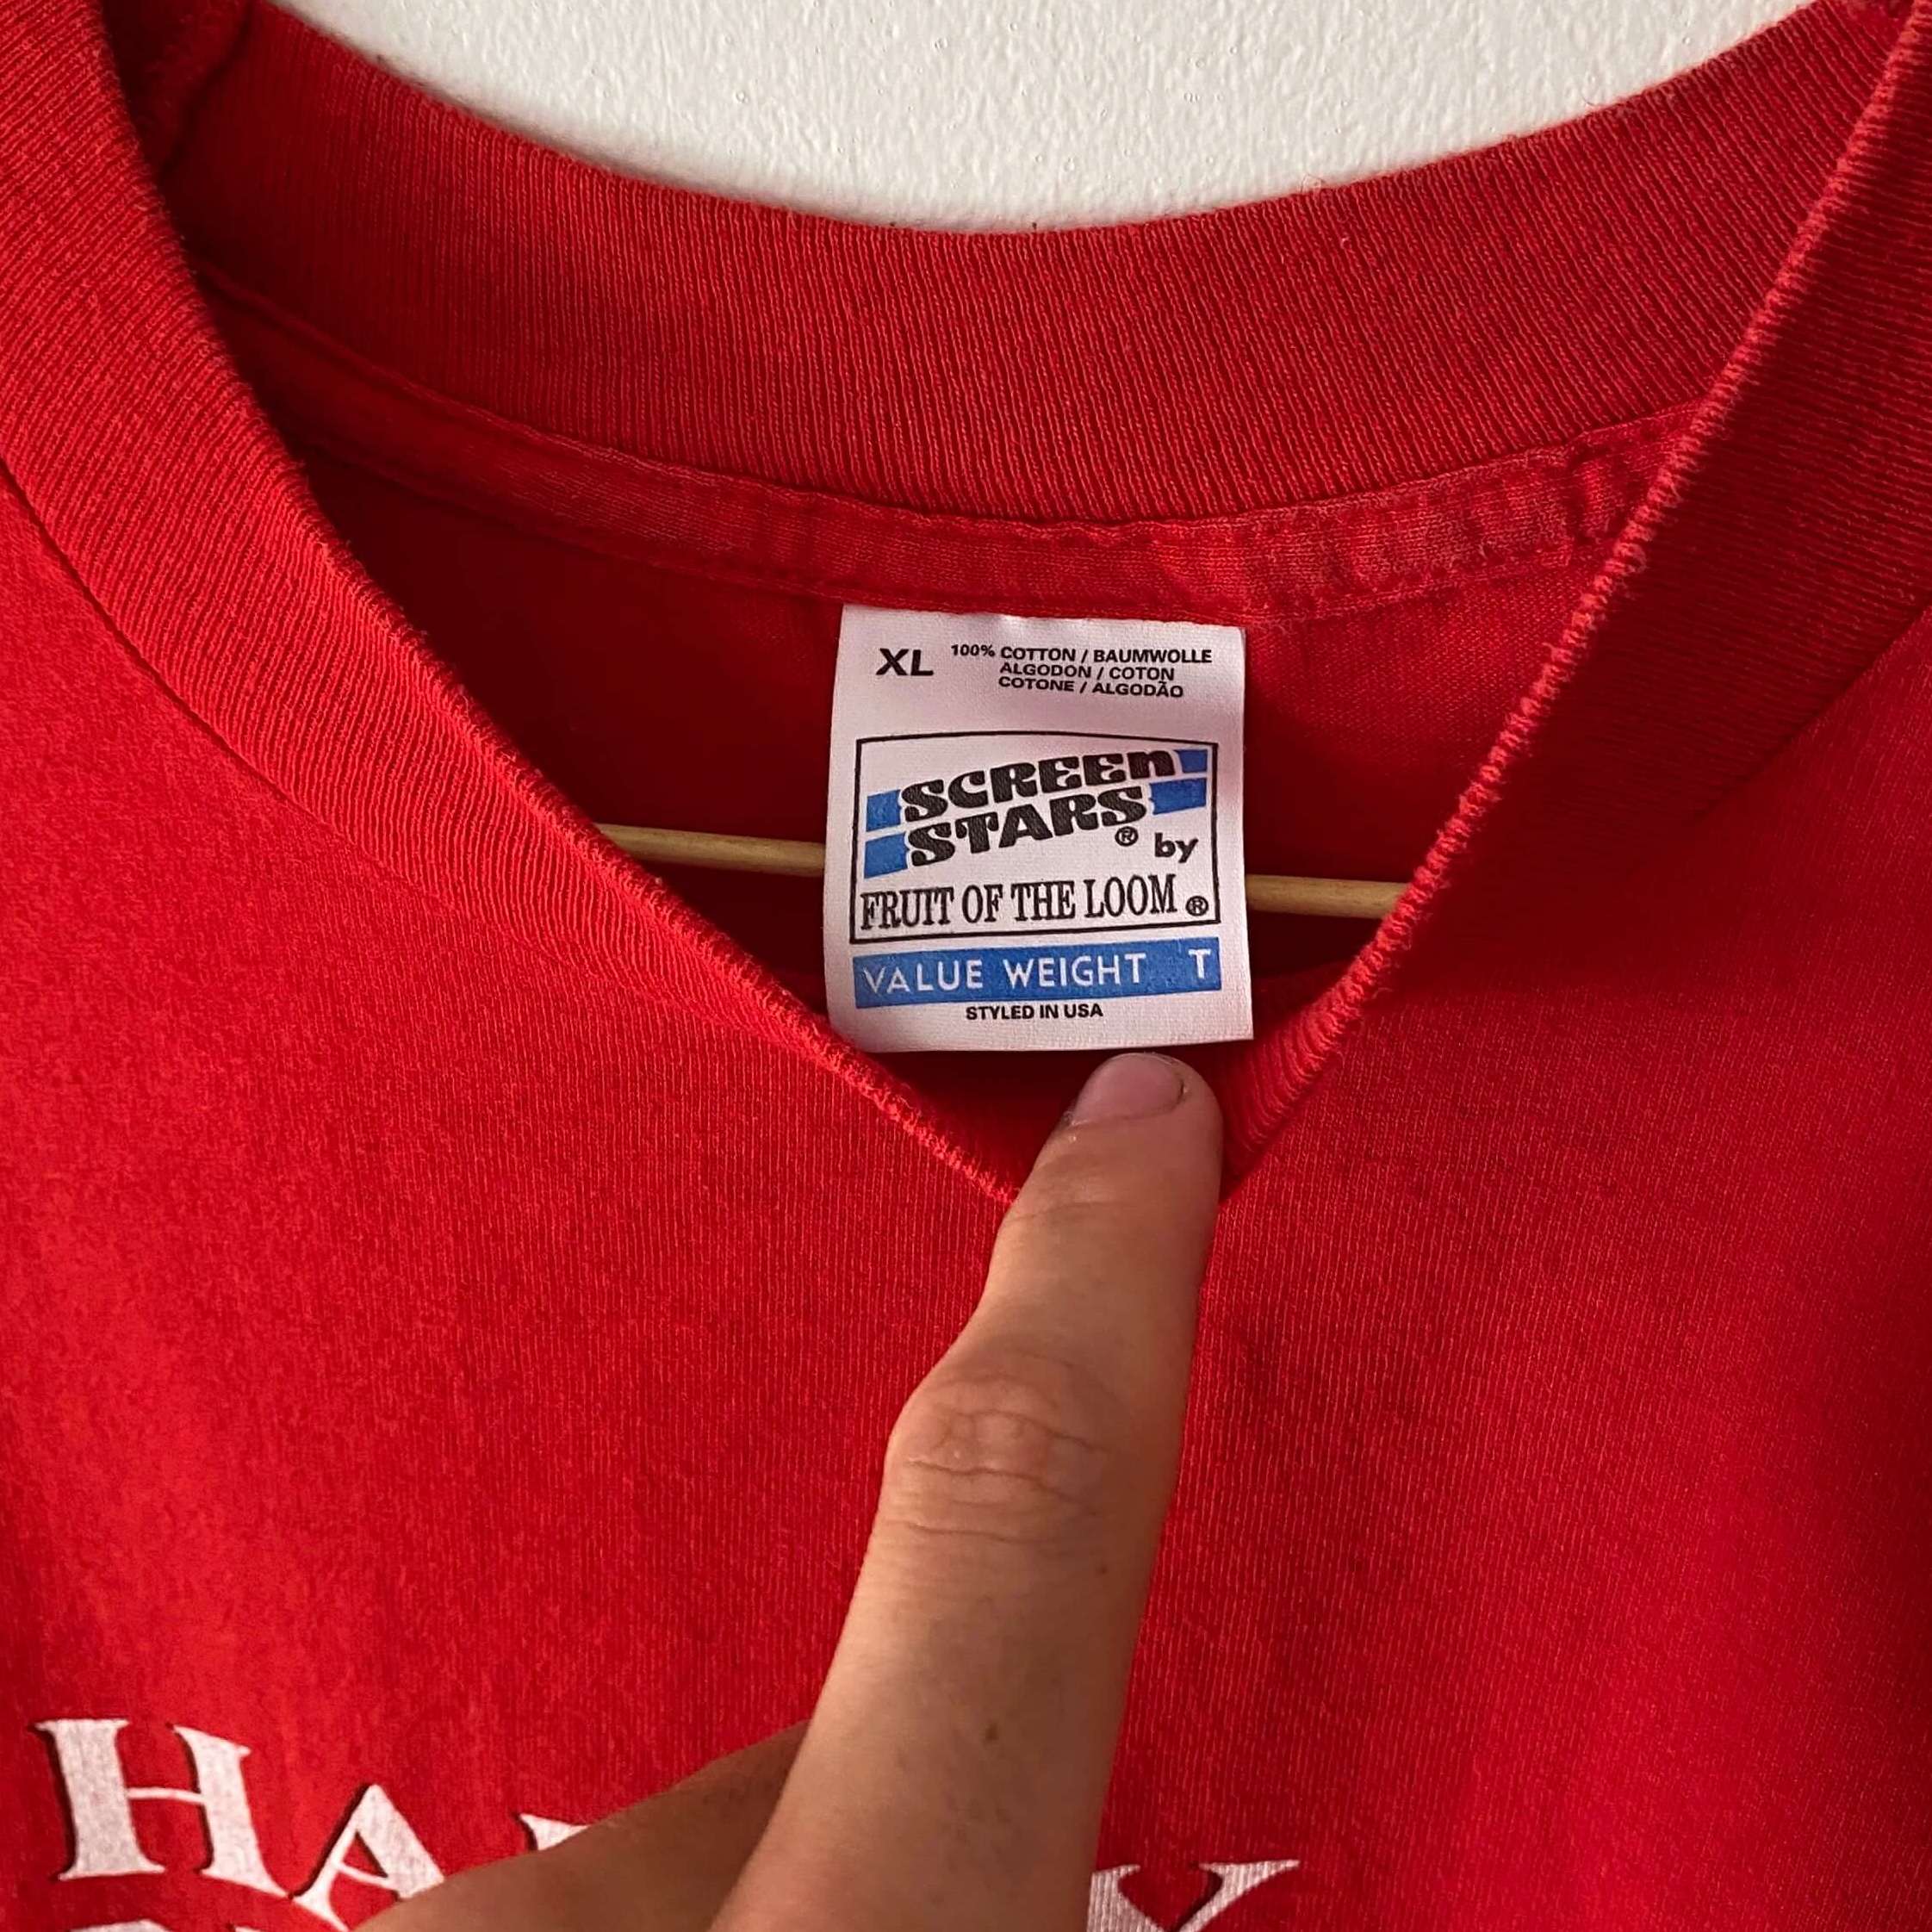 XL 100% COTTON / BAUMWOLLE
ALGODON / COTON
COTONE / ALGODÃO
SCREEN
STARS® by
FRUIT OF THE LOOM®
VALUE WEIGHT T
STYLED IN USA